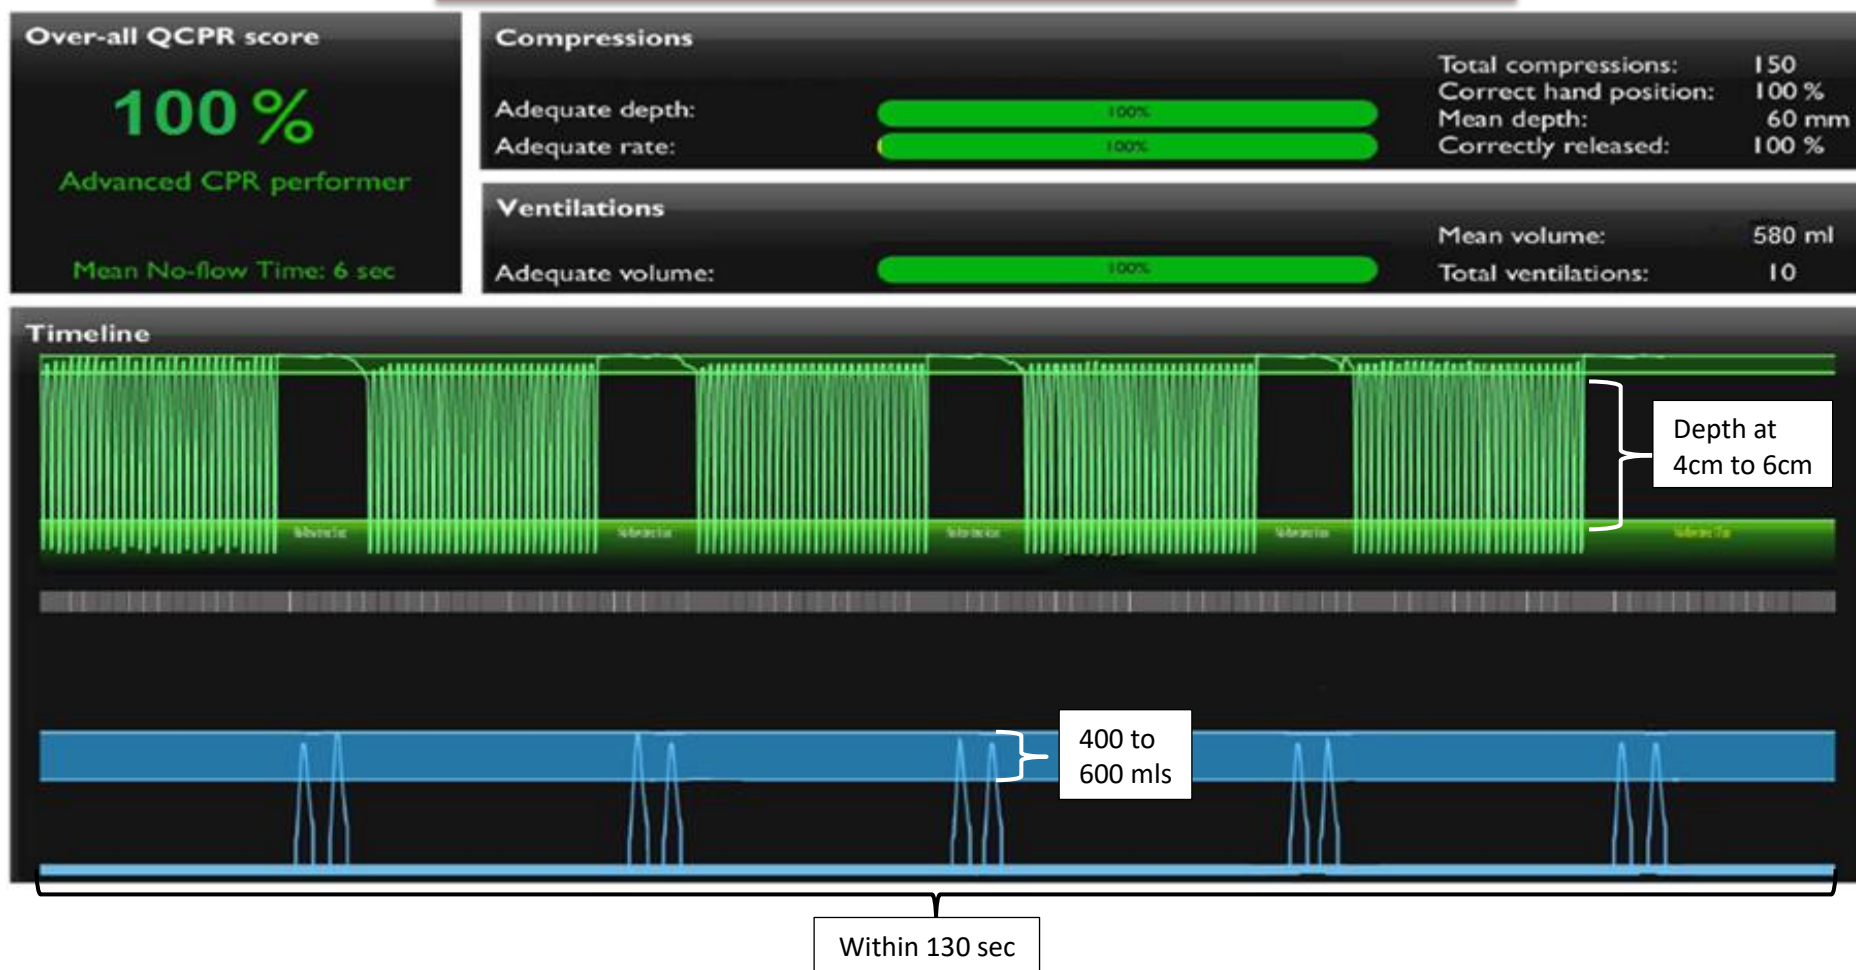 Over-all QCPR score
100 %
Advanced CPR performer
Mean No-flow Time: 6 sec
Compressions
Adequate depth:
100%
Adequate rate:
100%
Total compressions: 150
Correct hand position: 100 %
Mean depth: 60 mm
Correctly released: 100 %
Ventilations
Adequate volume:
100%
Mean volume: 580 ml
Total ventilations: 10
Timeline
Depth at
4cm to 6cm
400 to
600 mls
Within 130 sec